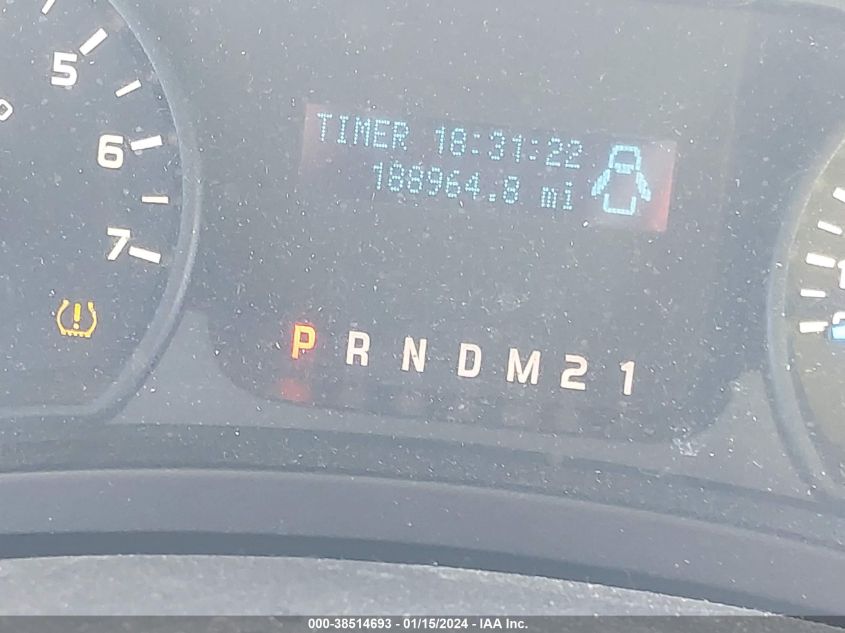 5
6
7
TIMER 18:31:22
188964.8 mi
P R N D M 2 1
000-38514693 - 01/15/2024 - IAA Inc.